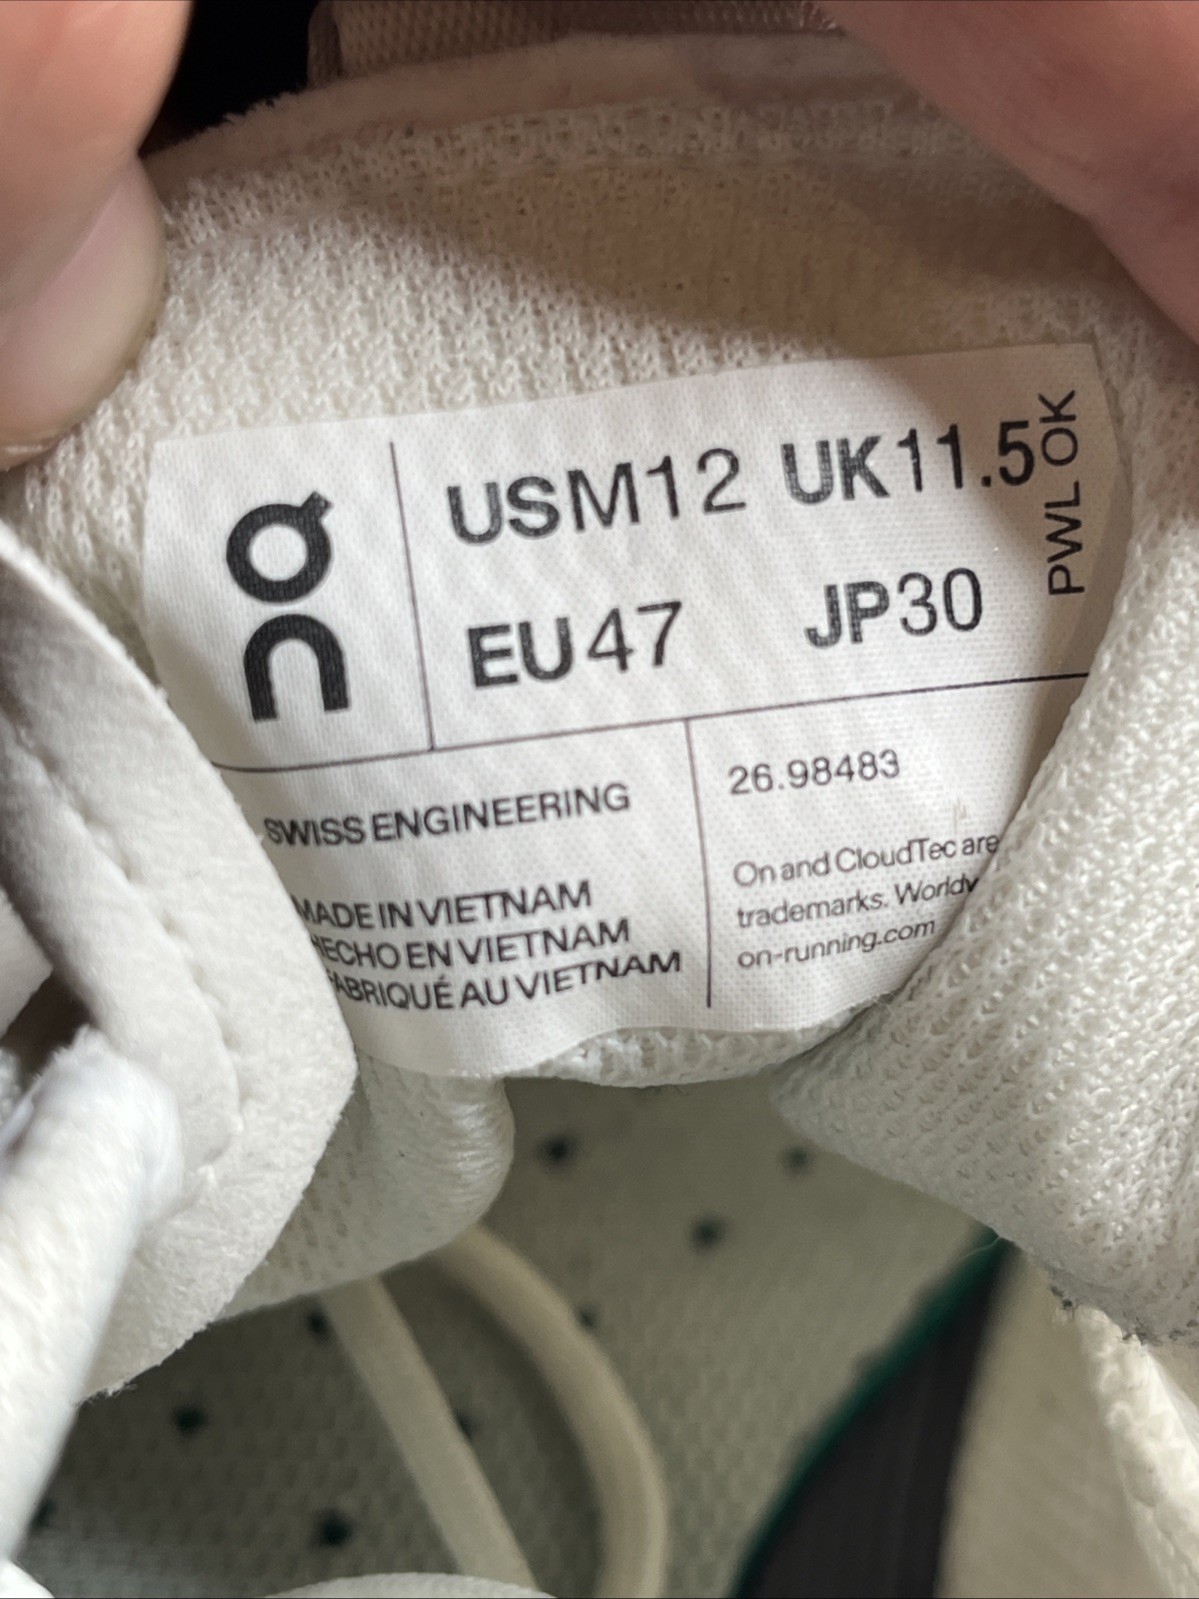 On
USM12 UK11.5
EU47 JP30
PWL OK
SWISS ENGINEERING
MADE IN VIETNAM
HECHO EN VIETNAM
FABRIQUÉ AU VIETNAM
26.98483
On and CloudTec are
trademarks.
on-running.com